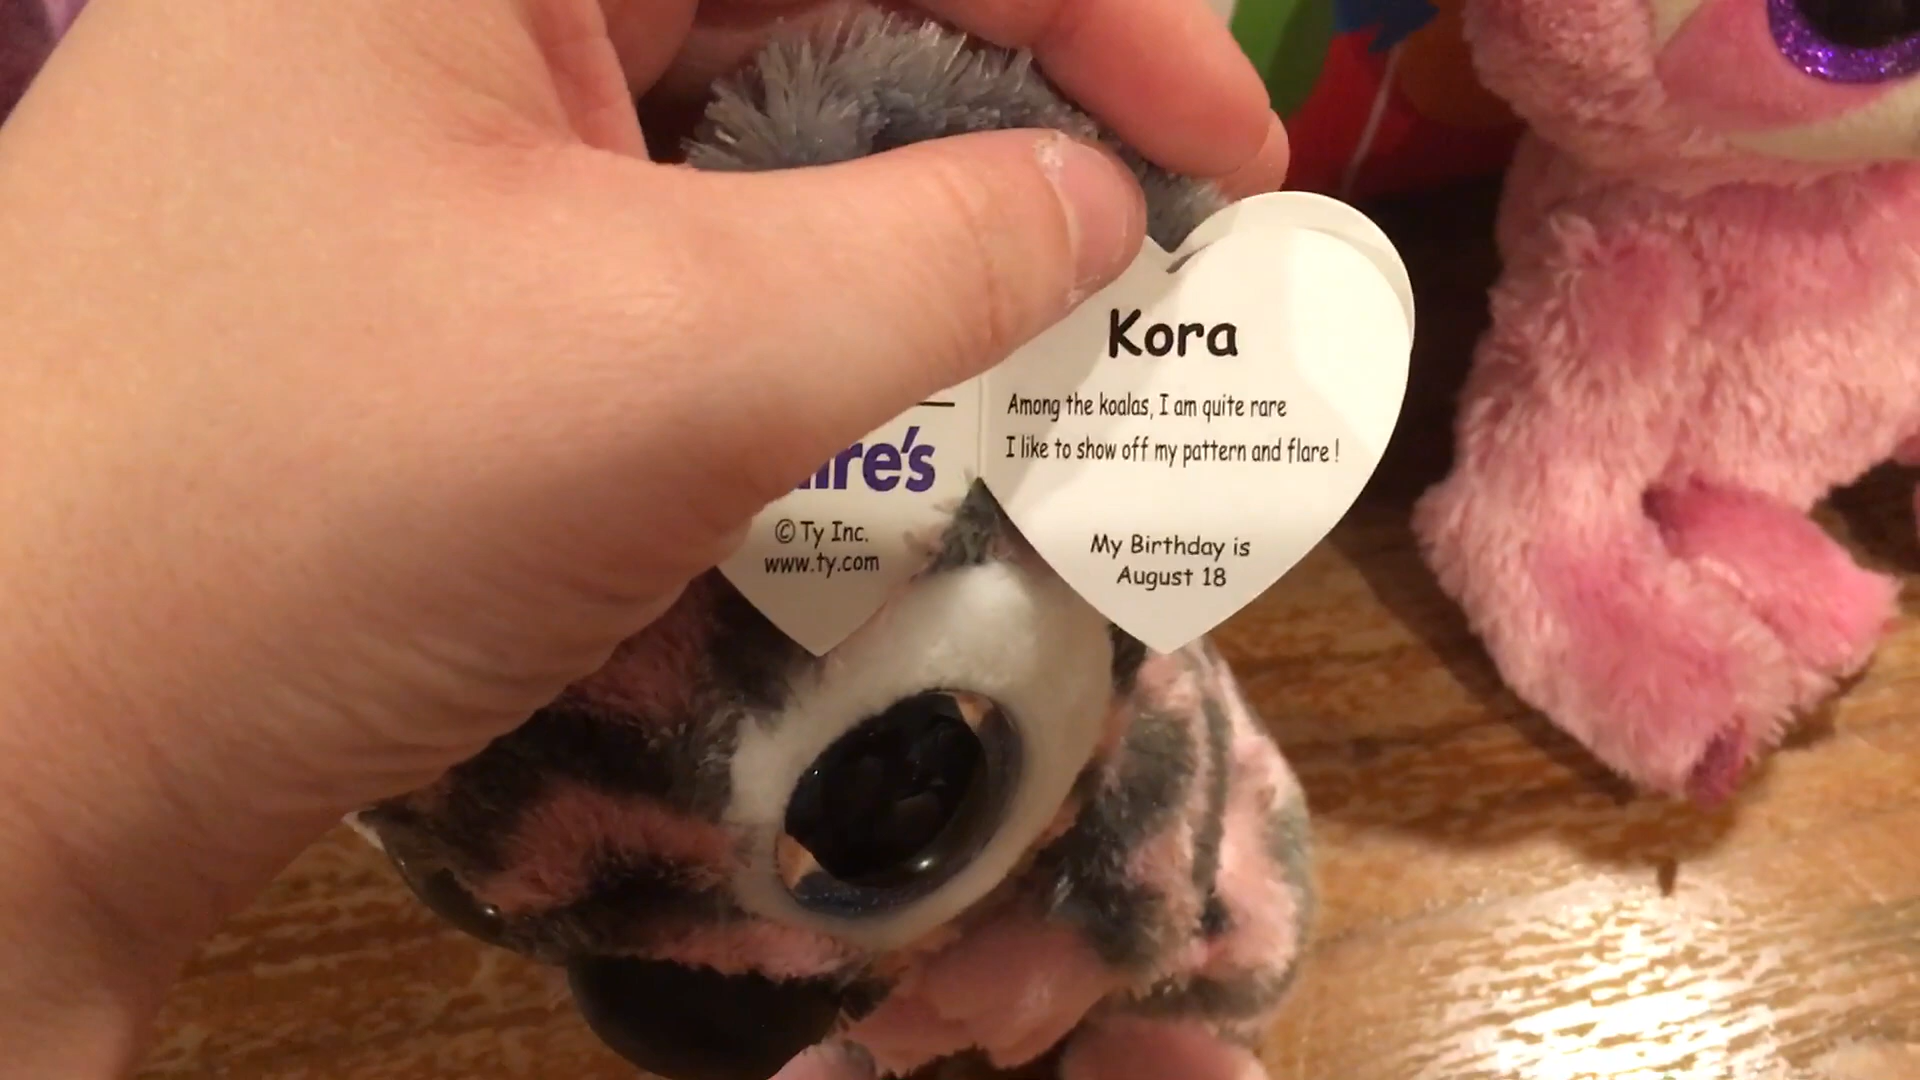 Kora
Among the koalas, I am quite rare
I like to show off my pattern and flare !
My Birthday is
August 18
© Ty Inc.
www.ty.com